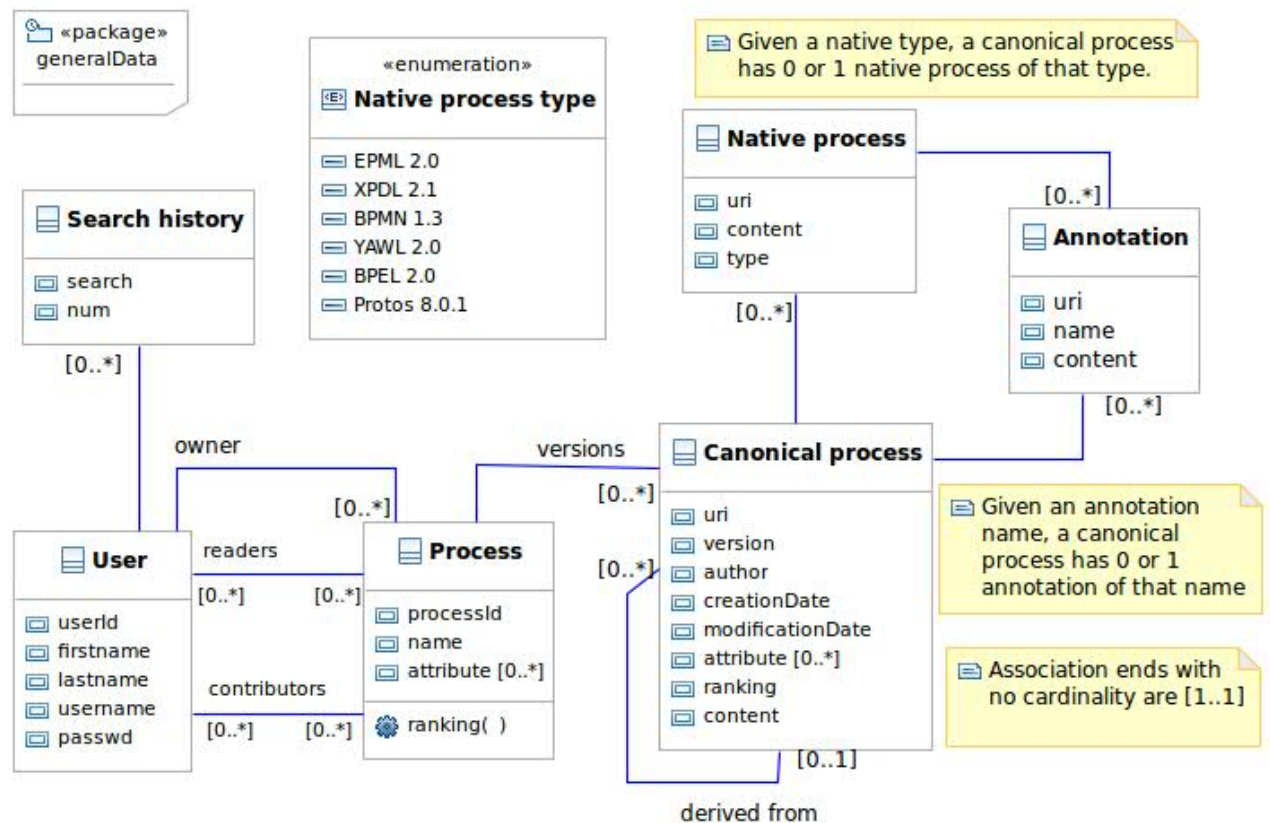 «package»
generalData
«enumeration»
Native process type
EPML 2.0
XPDL 2.1
BPMN 1.3
YAWL 2.0
BPEL 2.0
Protos 8.0.1
Given a native type, a canonical process
has 0 or 1 native process of that type.
Native process
uri
content
type
[0..*]
[0..*]
Annotation
uri
name
content
[0..*]
Search history
search
num
[0..*]
owner
[0..*]
versions
[0..*]
Canonical process
uri
version
author
creationDate
modificationDate
attribute [0..*]
ranking
content
[0..*]
[0..1]
derived from
Given an annotation
name, a canonical
process has 0 or 1
annotation of that name
Association ends with
no cardinality are [1..1]
User
userId
firstname
lastname
username
passwd
readers
[0..*]
[0..*]
contributors
[0..*]
[0..*]
Process
processId
name
attribute [0..*]
ranking( )